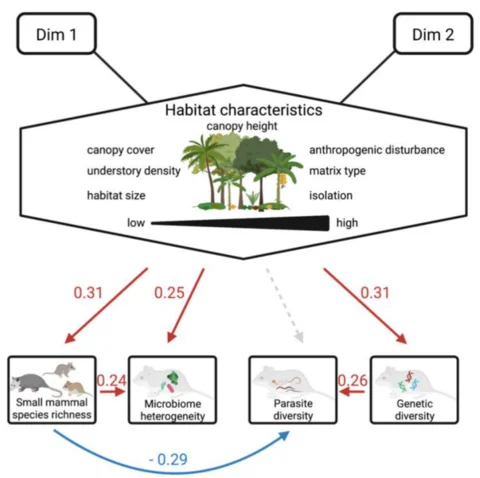 Dim 1
Dim 2
Habitat characteristics
canopy height
canopy cover
anthropogenic disturbance
understory density
matrix type
habitat size
isolation
low
high
0.31
0.25
0.31
0.24
0.26
Small mammal
species richness
Microbiome
heterogeneity
Parasite
diversity
Genetic
diversity
- 0.29